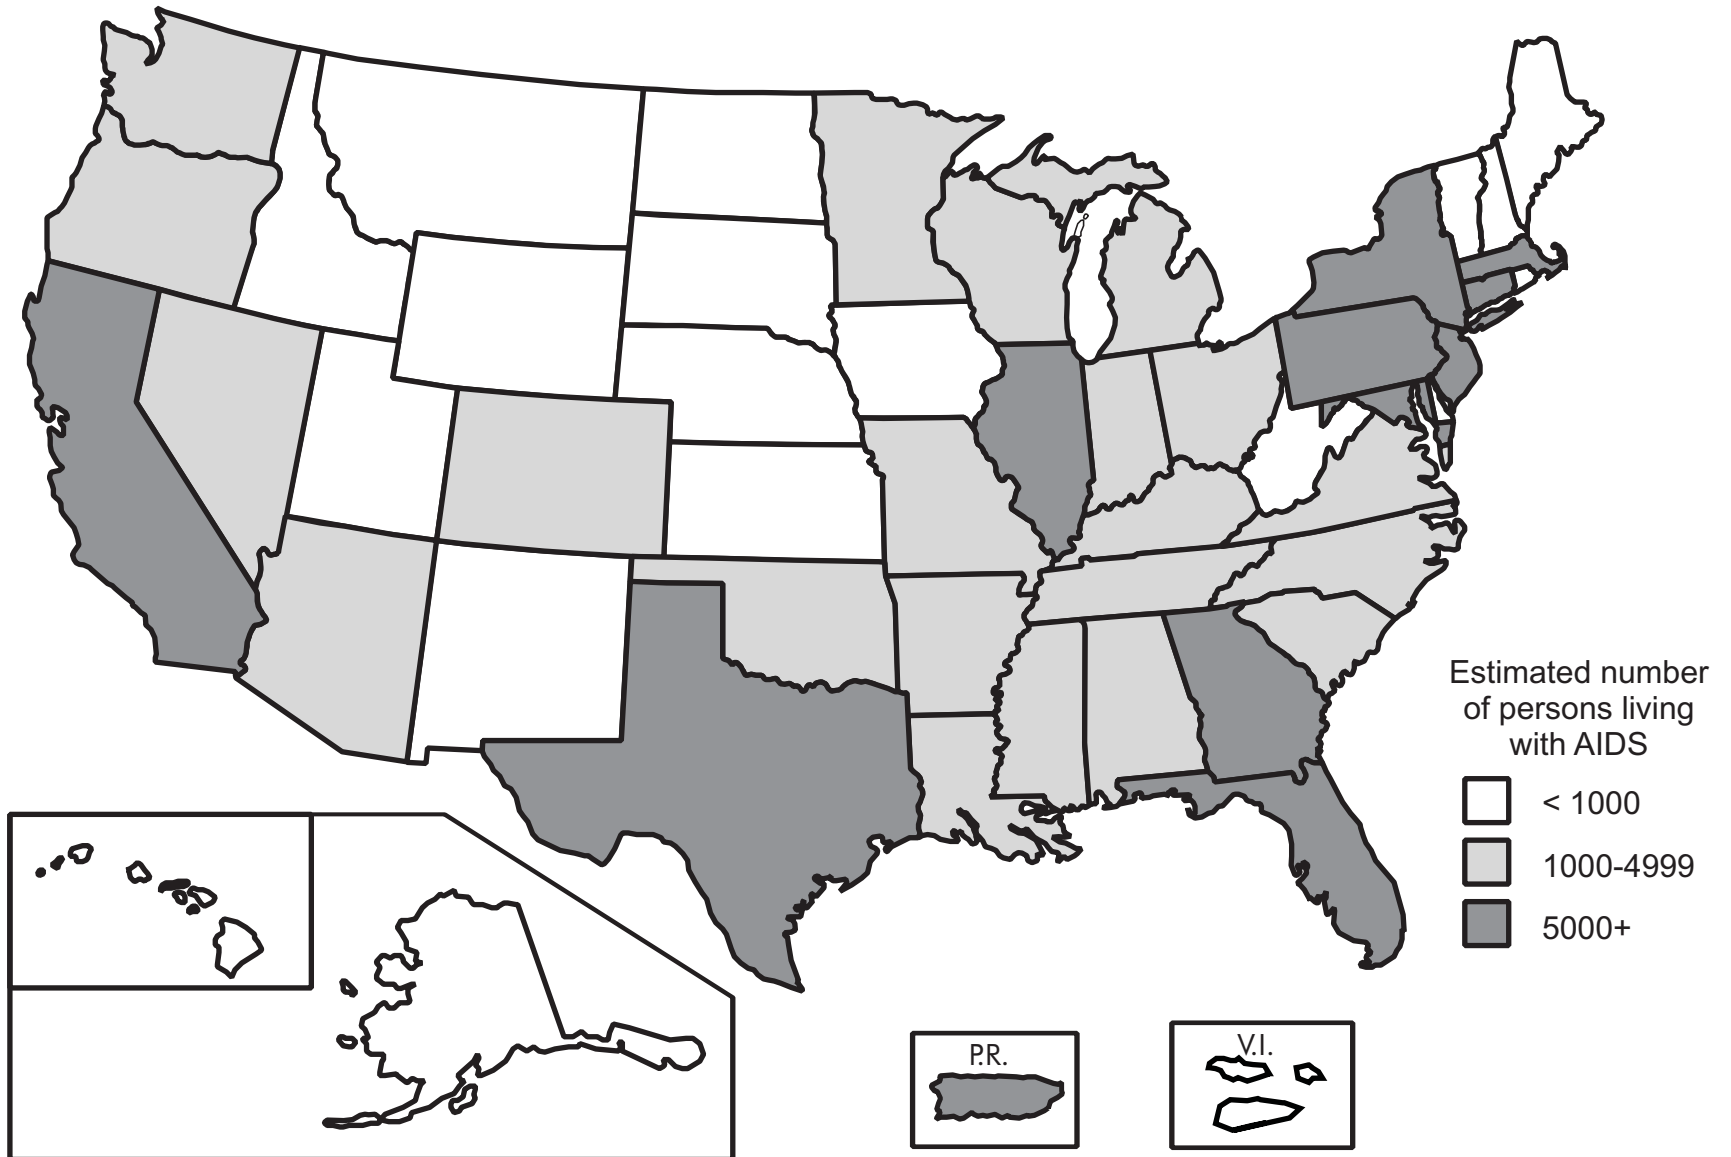 Estimated number
of persons living
with AIDS
< 1000
1000-4999
5000+
P.R.
V.I.